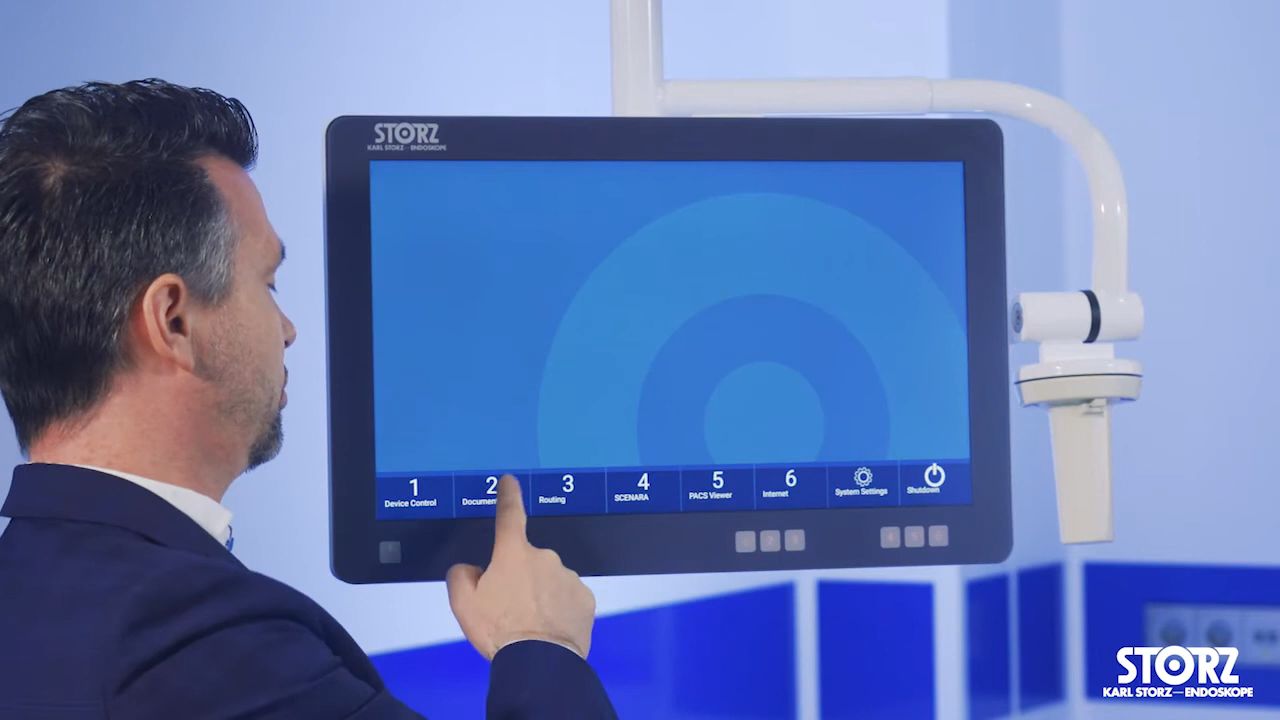 STORZ
KARL STORZ—ENDOSKOPE
1 2 3 4 5 6
Device Control Routing SCENARA PACS Viewer Internet System Settings Shutdown
STORZ
KARL STORZ—ENDOSKOPE